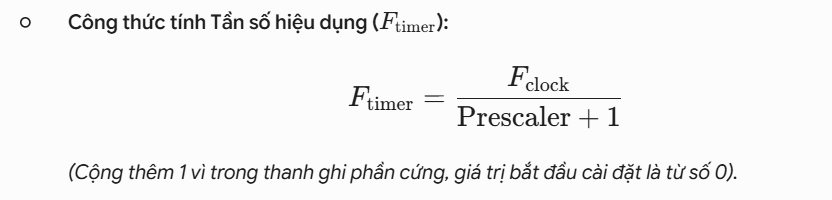 ○ Công thức tính Tần số hiệu dụng (F_timer):
F_timer = F_clock / (Prescaler + 1)
(Cộng thêm 1 vì trong thanh ghi phần cứng, giá trị bắt đầu cài đặt là từ số 0).